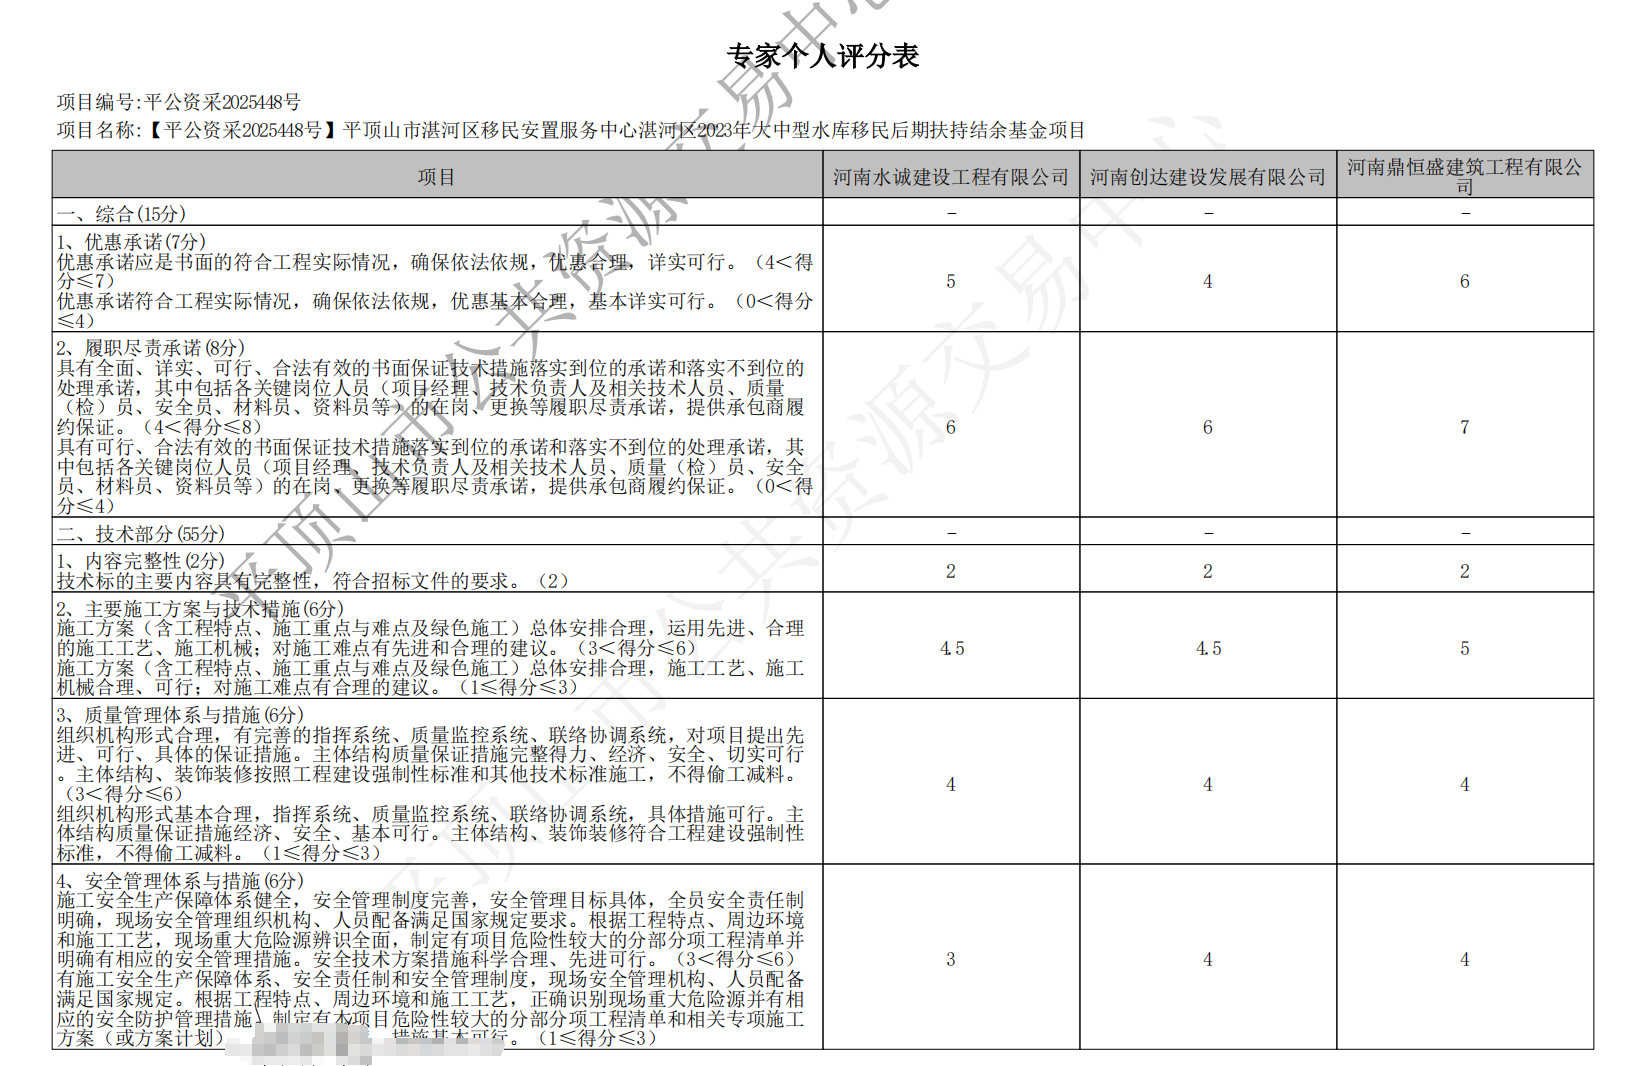 专家个人评分表
项目编号:平公资采2025448号
项目名称:【平公资采2025448号】平顶山市湛河区移民安置服务中心湛河区2023年大中型水库移民后期扶持结余基金项目
项目
河南水诚建设工程有限公司
河南创达建设发展有限公司
河南鼎恒盛建筑工程有限公
司
一、综合(15分)
-
-
-
1、优惠承诺(7分)
优惠承诺应是书面的符合工程实际情况，确保依法依规，优惠合理，详实可行。（4＜得
分≤7）
优惠承诺符合工程实际情况，确保依法依规，优惠基本合理，基本详实可行。（0＜得分
≤4）
5
4
6
2、履职尽责承诺(8分)
具有全面、详实、可行、合法有效的书面保证技术措施落实到位的承诺和落实不到位的
处理承诺，其中包括各关键岗位人员（项目经理、技术负责人及相关技术人员、质量
（检）员、安全员、材料员、资料员等）的在岗、更换等履职尽责承诺，提供承包商履
约保证。（4＜得分≤8）
具有可行、合法有效的书面保证技术措施落实到位的承诺和落实不到位的处理承诺，其
中包括各关键岗位人员（项目经理、技术负责人及相关技术人员、质量（检）员、安全
员、材料员、资料员等）的在岗、更换等履职尽责承诺，提供承包商履约保证。（0＜得
分≤4）
6
6
7
二、技术部分(55分)
-
-
-
1、内容完整性(2分)
技术标的主要内容具有完整性，符合招标文件的要求。（2）
2
2
2
2、主要施工方案与技术措施(6分)
施工方案（含工程特点、施工重点与难点及绿色施工）总体安排合理，运用先进、合理
的施工工艺、施工机械；对施工难点有先进和合理的建议。（3＜得分≤6）
施工方案（含工程特点、施工重点与难点及绿色施工）总体安排合理，施工工艺、施工
机械合理、可行；对施工难点有合理的建议。（1≤得分≤3）
4.5
4.5
5
3、质量管理体系与措施(6分)
组织机构形式合理，有完善的指挥系统、质量监控系统、联络协调系统，对项目提出先
进、可行、具体的保证措施。主体结构质量保证措施完整得力、经济、安全、切实可行
。主体结构、装饰装修按照工程建设强制性标准和其他技术标准施工，不得偷工减料。
（3＜得分≤6）
组织机构形式基本合理，指挥系统、质量监控系统、联络协调系统，具体措施可行。主
体结构质量保证措施经济、安全、基本可行。主体结构、装饰装修符合工程建设强制性
标准，不得偷工减料。（1≤得分≤3）
4
4
4
4、安全管理体系与措施(6分)
施工安全生产保障体系健全，安全管理制度完善，安全管理目标具体，全员安全责任制
明确，现场安全管理组织机构、人员配备满足国家规定要求。根据工程特点、周边环境
和施工工艺，现场重大危险源辨识全面，制定有项目危险性较大的分部分项工程清单并
明确有相应的安全管理措施。安全技术方案措施科学合理、先进可行。（3＜得分≤6）
有施工安全生产保障体系、安全责任制和安全管理制度，现场安全管理机构、人员配备
满足国家规定。根据工程特点、周边环境和施工工艺，正确识别现场重大危险源并有相
应的安全防护管理措施，制定有本项目危险性较大的分部分项工程清单和相关专项施工
方案（或方案计划） 措施基本可行。（1≤得分≤3）
3
4
4
平顶山市公共资源交易中心
平顶山市公共资源交易中心